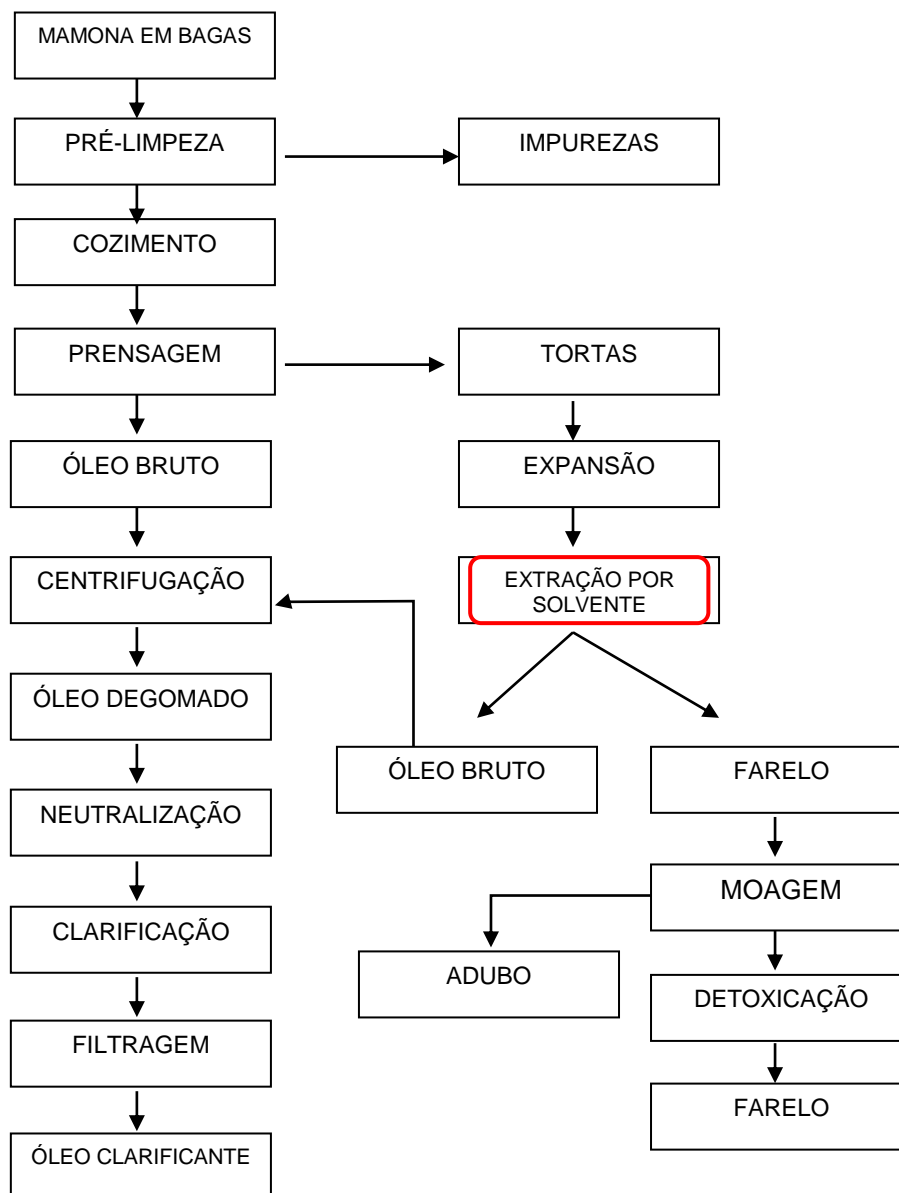 MAMONA EM BAGAS
PRÉ-LIMPEZA
IMPUREZAS
COZIMENTO
PRENSAGEM
TORTAS
ÓLEO BRUTO
EXPANSÃO
CENTRIFUGAÇÃO
EXTRAÇÃO POR
SOLVENTE
ÓLEO DEGOMADO
ÓLEO BRUTO
FARELO
NEUTRALIZAÇÃO
MOAGEM
CLARIFICAÇÃO
ADUBO
DETOXICAÇÃO
FILTRAGEM
FARELO
ÓLEO CLARIFICANTE